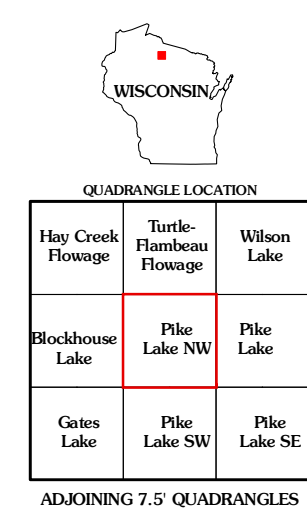 WISCONSIN
QUADRANGLE LOCATION
Hay Creek
Flowage
Turtle-
Flambeau
Flowage
Wilson
Lake
Blockhouse
Lake
Pike
Lake NW
Pike
Lake
Gates
Lake
Pike
Lake SW
Pike
Lake SE
ADJOINING 7.5' QUADRANGLES